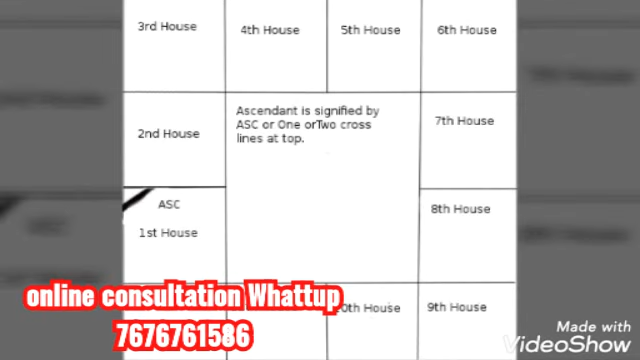 3rd House
4th House
5th House
6th House
Ascendant is signified by
ASC or One orTwo cross
lines at top.
7th House
2nd House
ASC
1st House
8th House
online consultation Whattup
7676761586
0th House
9th House
Made with
VideoShow